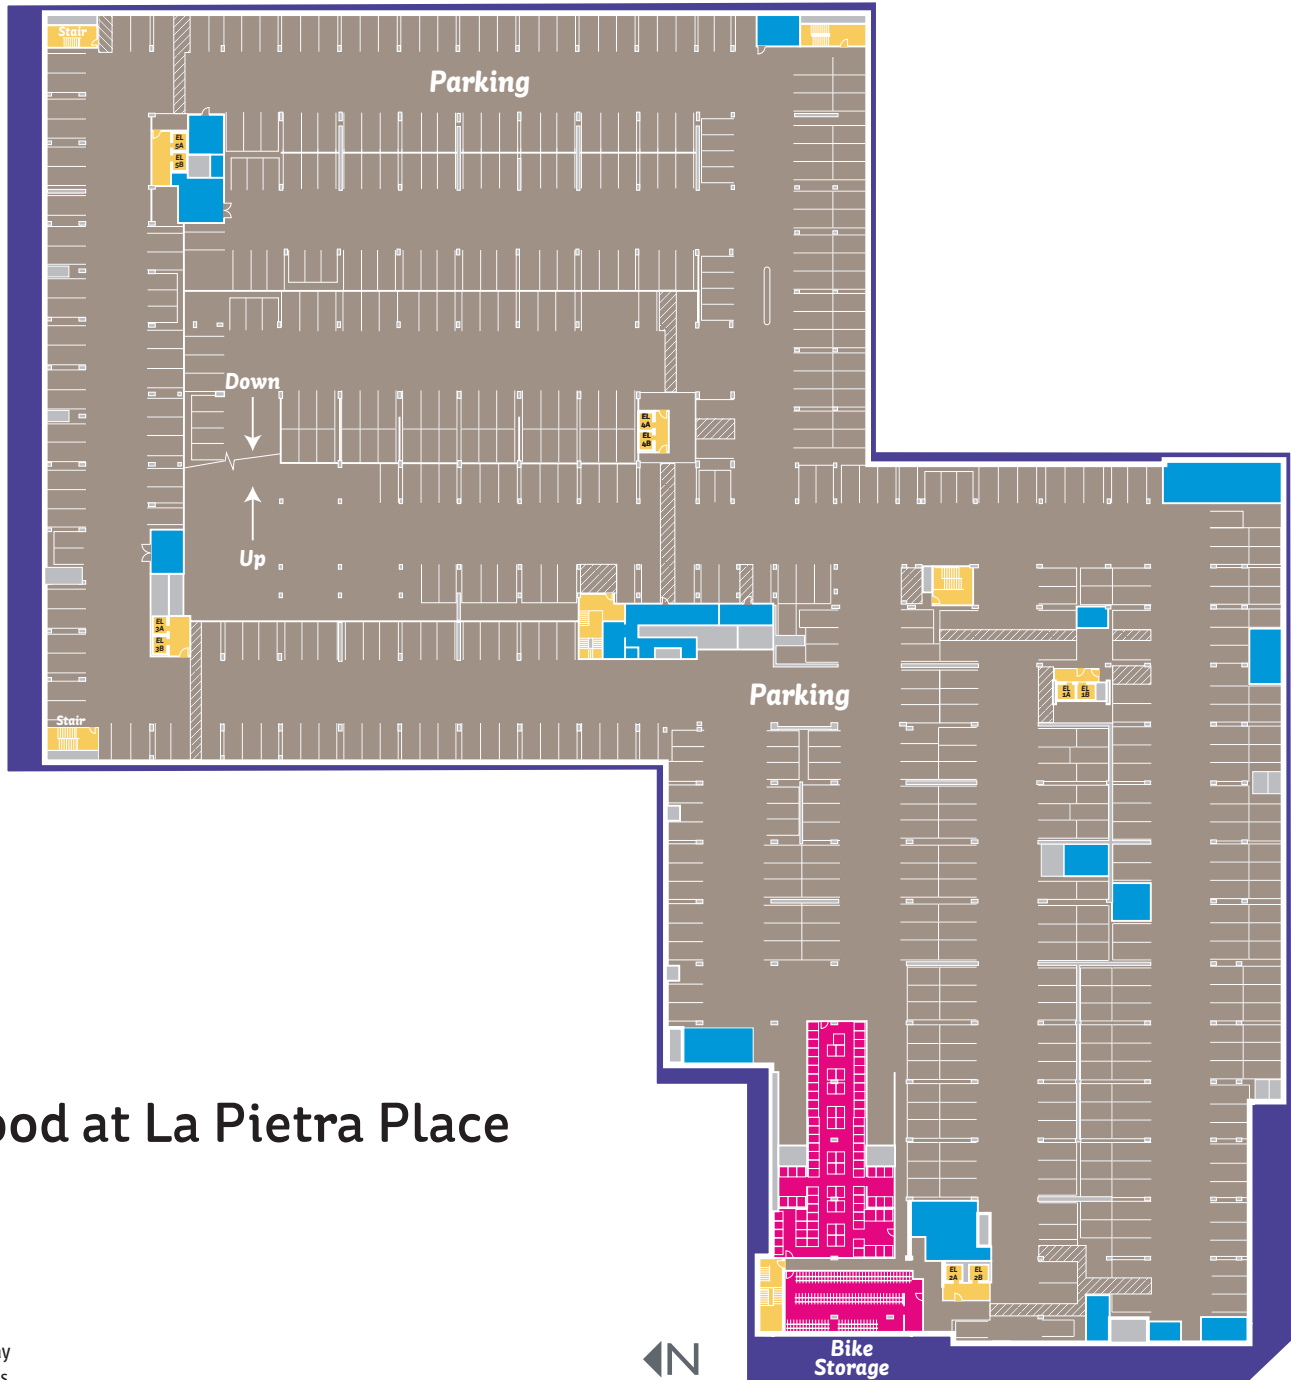 Stair
Parking
EL
5A
EL
5B
Down
EL
4A
EL
4B
Up
EL
3A
EL
3B
Parking
EL
1A
EL
1B
Stair
at La Pietra Place
EL
2A
EL
2B
N
Bike
Storage